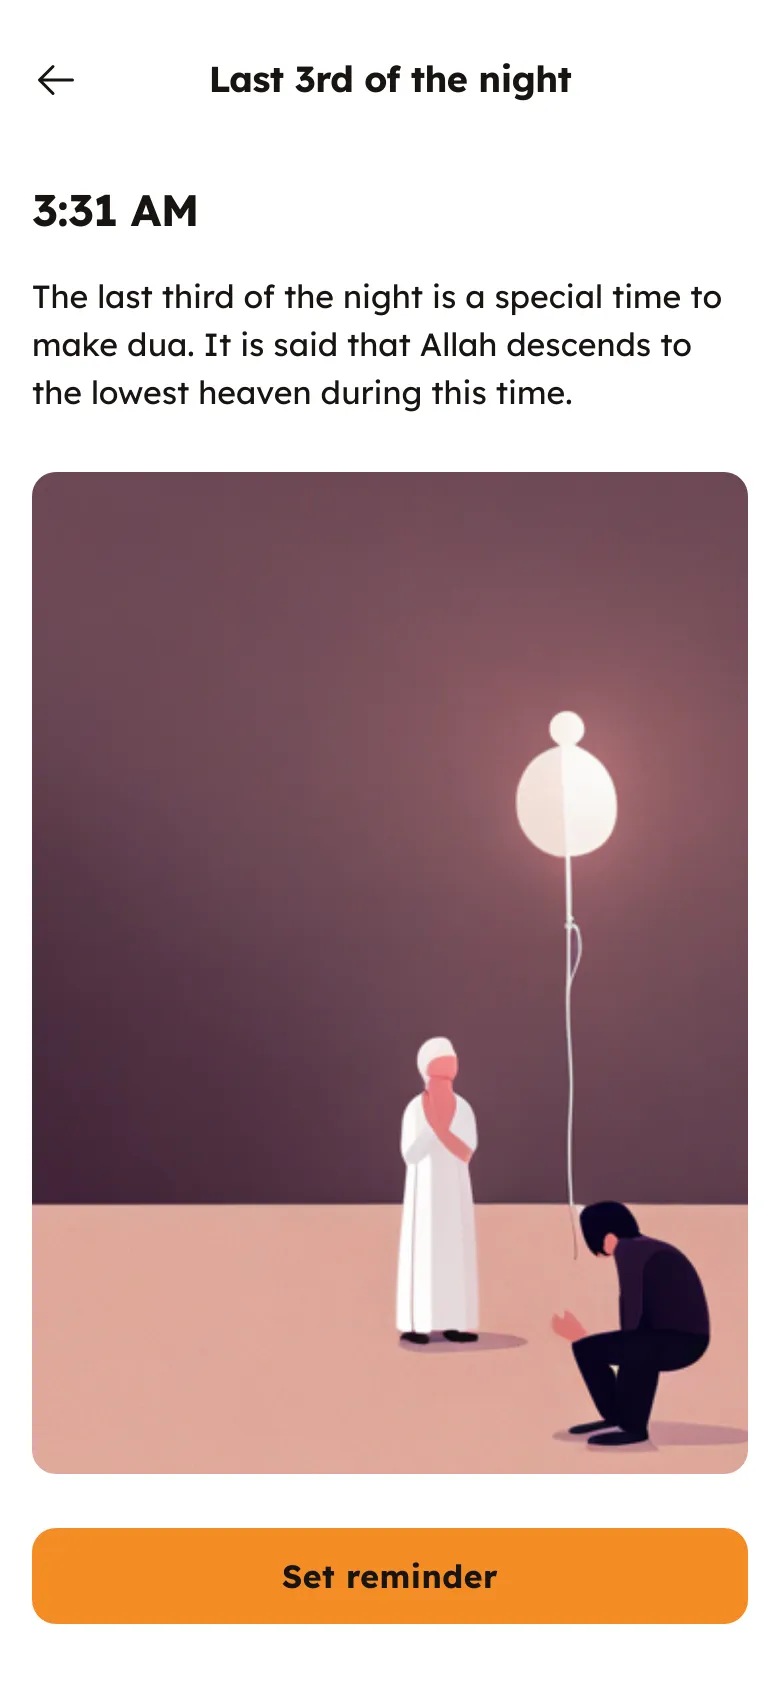 Last 3rd of the night
3:31 AM
The last third of the night is a special time to
make dua. It is said that Allah descends to
the lowest heaven during this time.
Set reminder